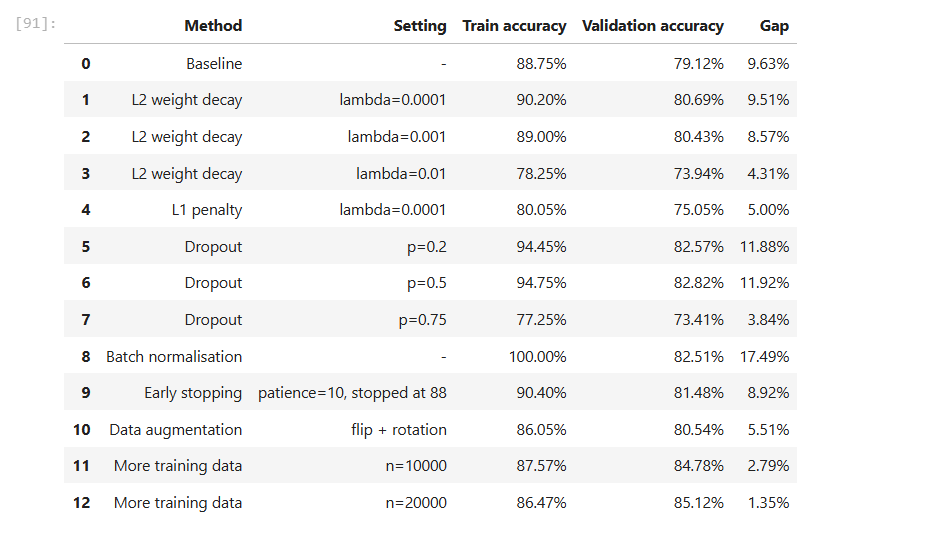 [91]:
Method Setting Train accuracy Validation accuracy Gap
0 Baseline - 88.75% 79.12% 9.63%
1 L2 weight decay lambda=0.0001 90.20% 80.69% 9.51%
2 L2 weight decay lambda=0.001 89.00% 80.43% 8.57%
3 L2 weight decay lambda=0.01 78.25% 73.94% 4.31%
4 L1 penalty lambda=0.0001 80.05% 75.05% 5.00%
5 Dropout p=0.2 94.45% 82.57% 11.88%
6 Dropout p=0.5 94.75% 82.82% 11.92%
7 Dropout p=0.75 77.25% 73.41% 3.84%
8 Batch normalisation - 100.00% 82.51% 17.49%
9 Early stopping patience=10, stopped at 88 90.40% 81.48% 8.92%
10 Data augmentation flip + rotation 86.05% 80.54% 5.51%
11 More training data n=10000 87.57% 84.78% 2.79%
12 More training data n=20000 86.47% 85.12% 1.35%